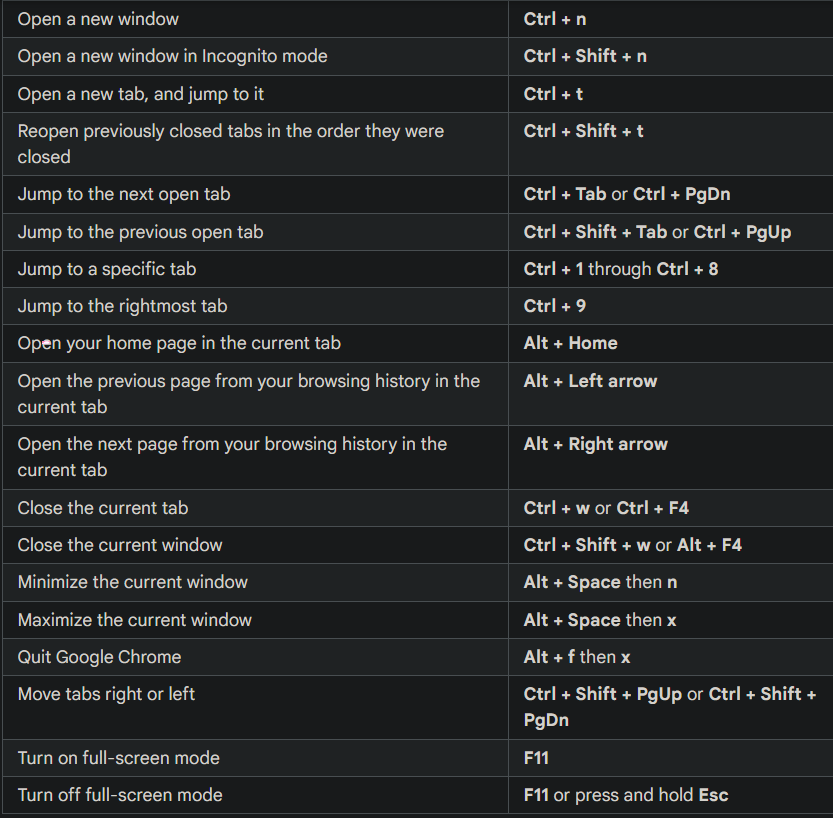 Open a new window Ctrl + n
Open a new window in Incognito mode Ctrl + Shift + n
Open a new tab, and jump to it Ctrl + t
Reopen previously closed tabs in the order they were Ctrl + Shift + t
closed
Jump to the next open tab Ctrl + Tab or Ctrl + PgDn
Jump to the previous open tab Ctrl + Shift + Tab or Ctrl + PgUp
Jump to a specific tab Ctrl + 1 through Ctrl + 8
Jump to the rightmost tab Ctrl + 9
Open your home page in the current tab Alt + Home
Open the previous page from your browsing history in the Alt + Left arrow
current tab
Open the next page from your browsing history in the Alt + Right arrow
current tab
Close the current tab Ctrl + w or Ctrl + F4
Close the current window Ctrl + Shift + w or Alt + F4
Minimize the current window Alt + Space then n
Maximize the current window Alt + Space then x
Quit Google Chrome Alt + f then x
Move tabs right or left Ctrl + Shift + PgUp or Ctrl + Shift +
PgDn
Turn on full-screen mode F11
Turn off full-screen mode F11 or press and hold Esc